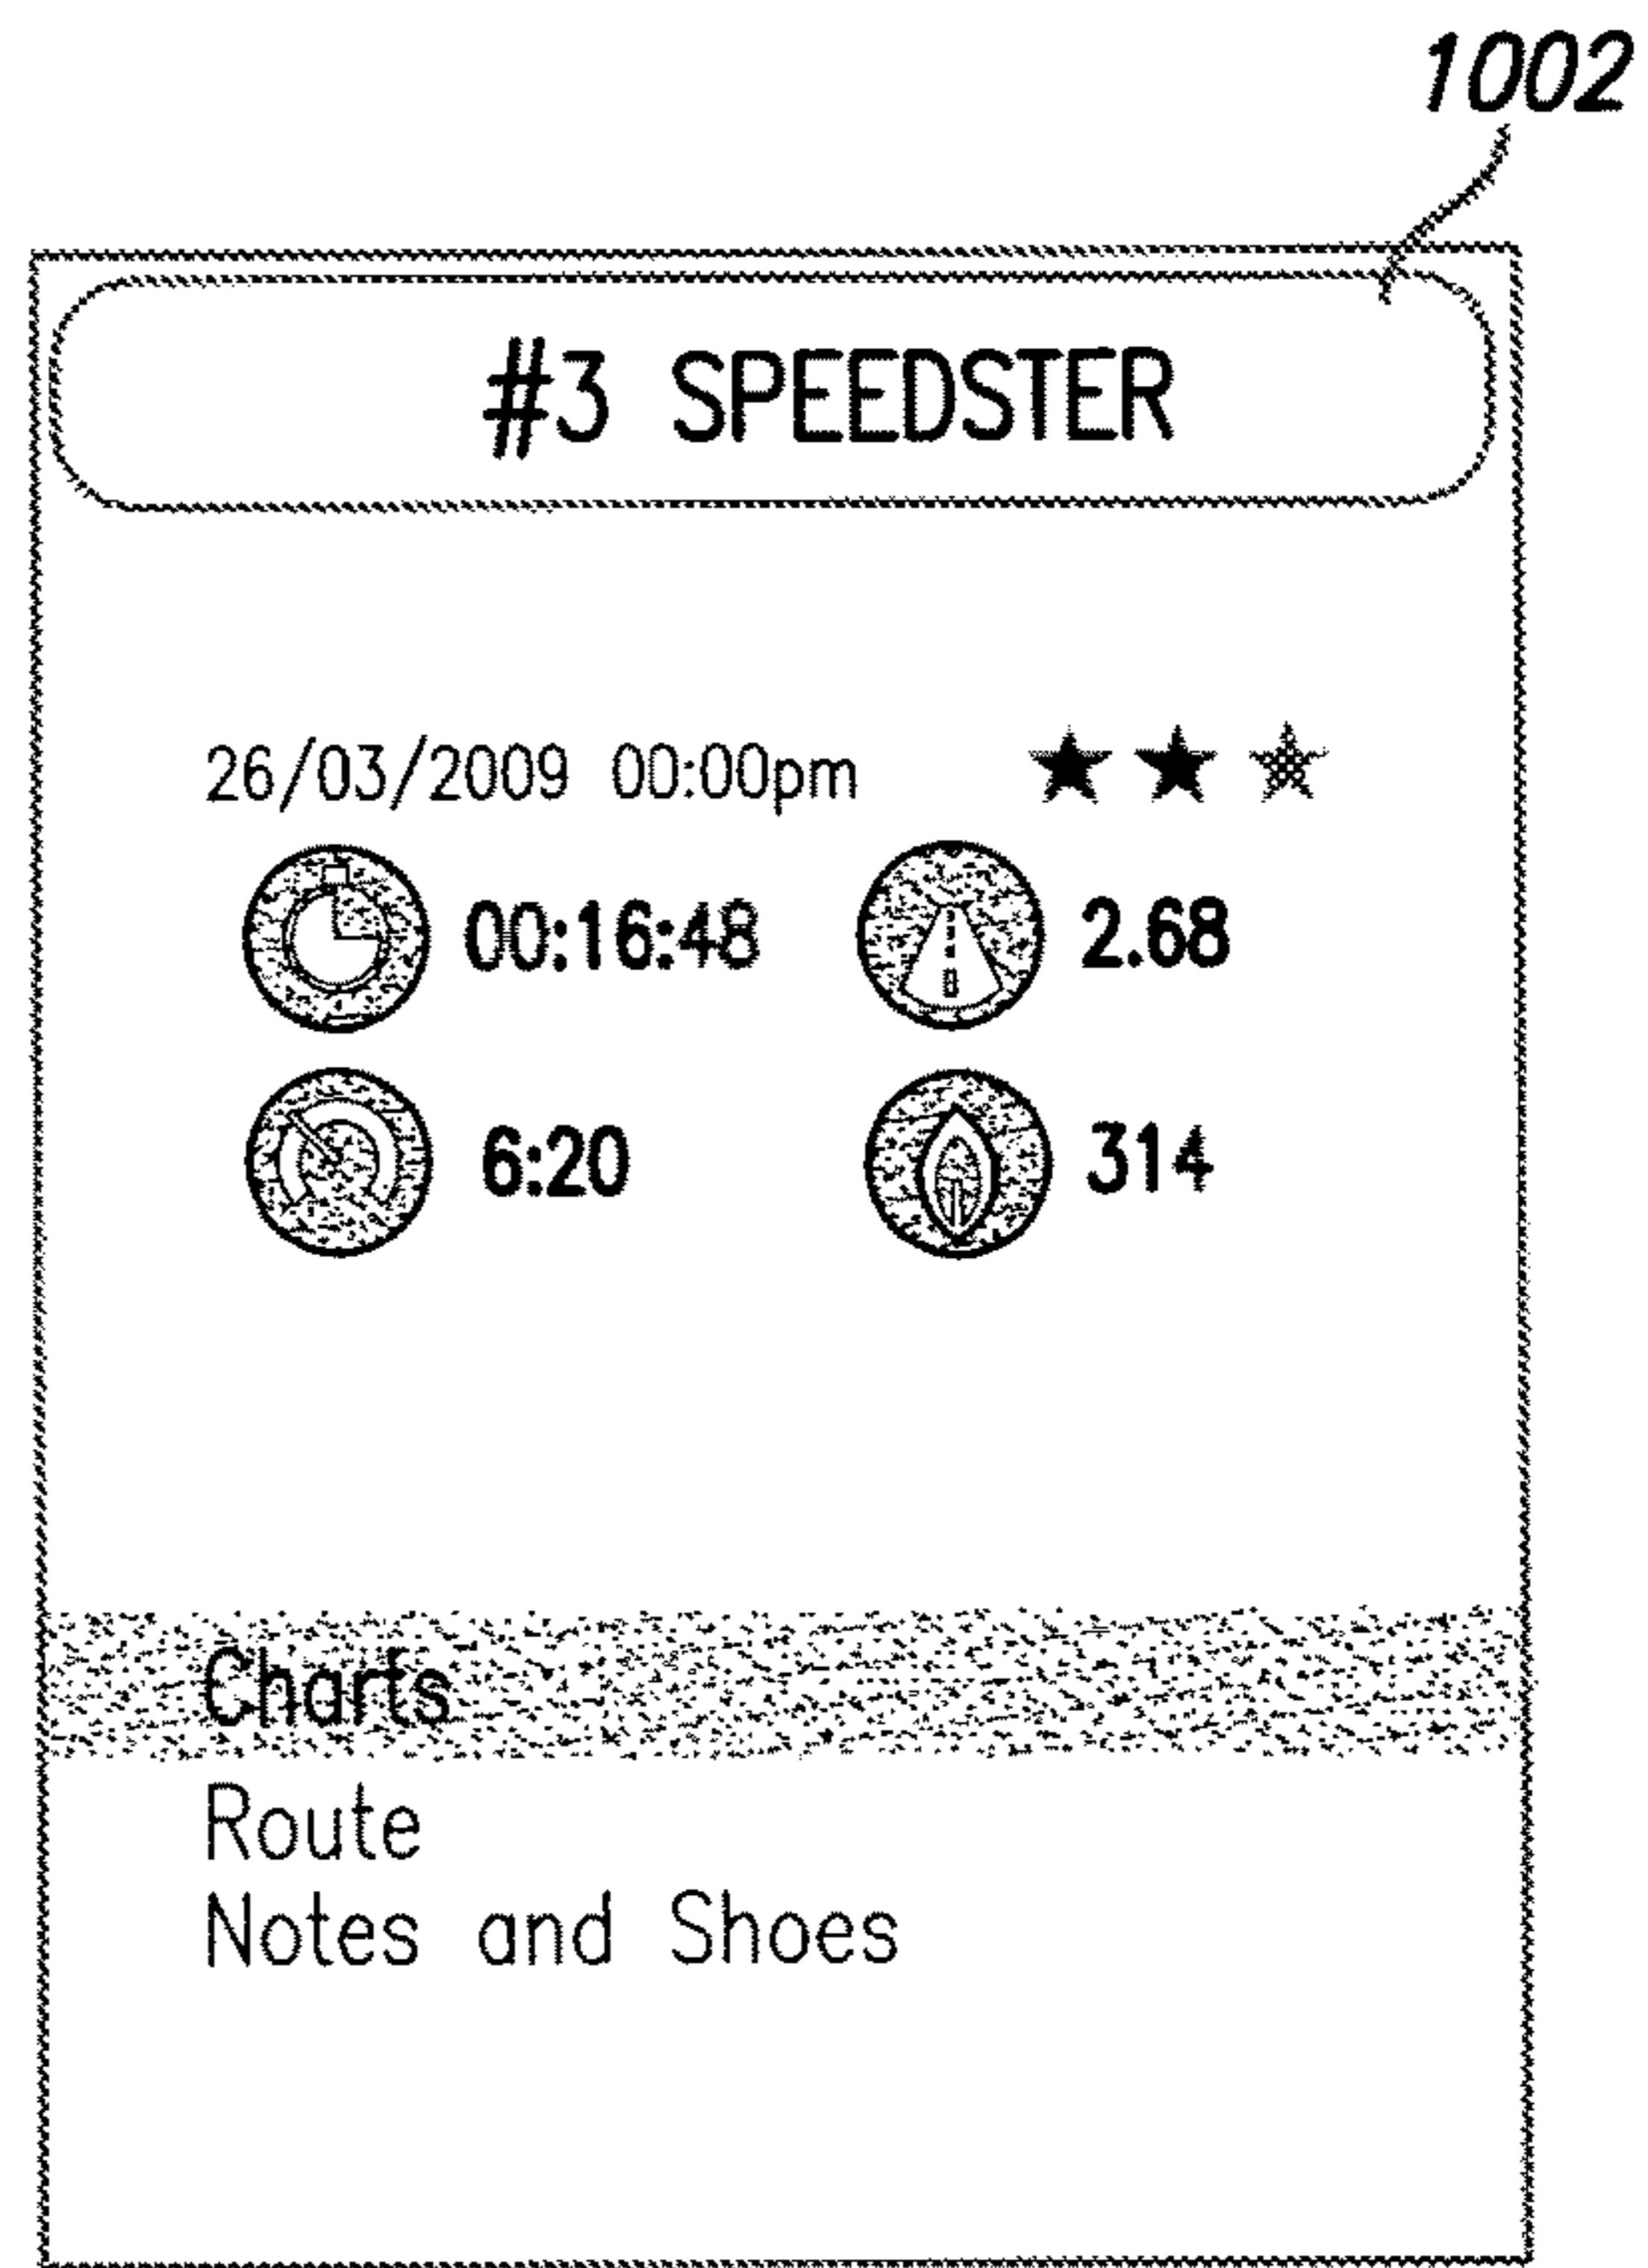 1002
#3 SPEEDSTER
26/03/2009 00:00pm
00:16:48 2.68
6:20 314
Charts
Route
Notes and Shoes